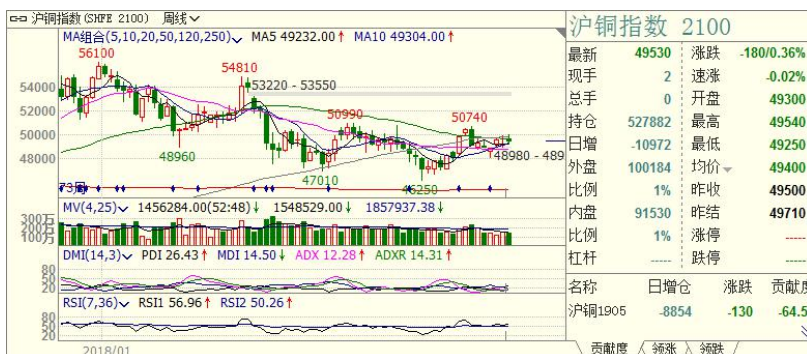 沪铜指数(SHFE 2100) 周线
MA组合(5,10,20,50,120,250) MA5 49232.00↑ MA10 49304.00↑
56100
54810
53220 - 53550
54000
52000
50990
50740
50000
48000
48960
48980 - 489
47010
46250
73周
MV(4,25) 1456284.00(52:48)↓ 1548529.00↓ 1857937.38↓
300万
200万
100万
DMI(14,3) PDI 26.43↑ MDI 14.50↓ ADX 12.28↑ ADXR 14.31↑
80
50
20
RSI(7,36) RSI1 56.96↑ RSI2 50.26↑
80
50
20
2018/01
沪铜指数 2100
最新 49530 涨跌 -180/0.36%
现手 2 速涨 -0.02%
总手 0 开盘 49300
持仓 527882 最高 49540
日增 -10972 最低 49250
外盘 100184 均价 49400
比例 1% 昨收 49500
内盘 91530 昨结 49710
比例 1% 涨停 -----
杠杆 ----- 跌停 -----
名称 日增仓 涨跌 贡献度
沪铜1905 -8854 -130 -64.5
贡献度 领涨 领跌